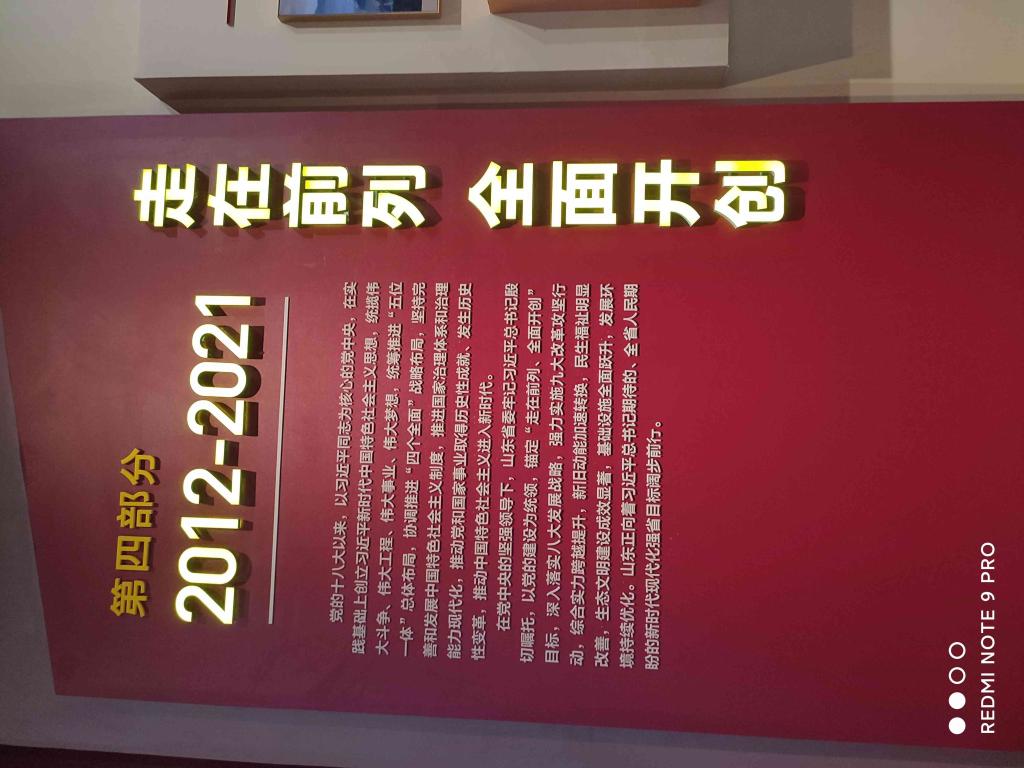 第四部分
2012-2021
走在前列 全面开创
党的十八大以来，以习近平同志为核心的党中央，在实
践基础上创立习近平新时代中国特色社会主义思想，统揽伟
大斗争、伟大工程、伟大事业、伟大梦想，统筹推进“五位
一体”总体布局，协调推进“四个全面”战略布局，坚持完
善和发展中国特色社会主义制度，推进国家治理体系和治理
能力现代化，推动党和国家事业取得历史性成就、发生历史
性变革，推动中国特色社会主义进入新时代。
在党中央的坚强领导下，山东省委牢记习近平总书记殷
切嘱托，以党的建设为统领，锚定“走在前列、全面开创”
目标，深入落实八大发展战略，强力实施九大改革攻坚行
动，综合实力跨越提升，新旧动能加速转换，民生福祉明显
改善，生态文明建设成效显著，基础设施全面跃升，发展环
境持续优化。山东正向着习近平总书记期待的、全省人民期
盼的新时代现代化强省目标阔步前行。
REDMI NOTE 9 PRO